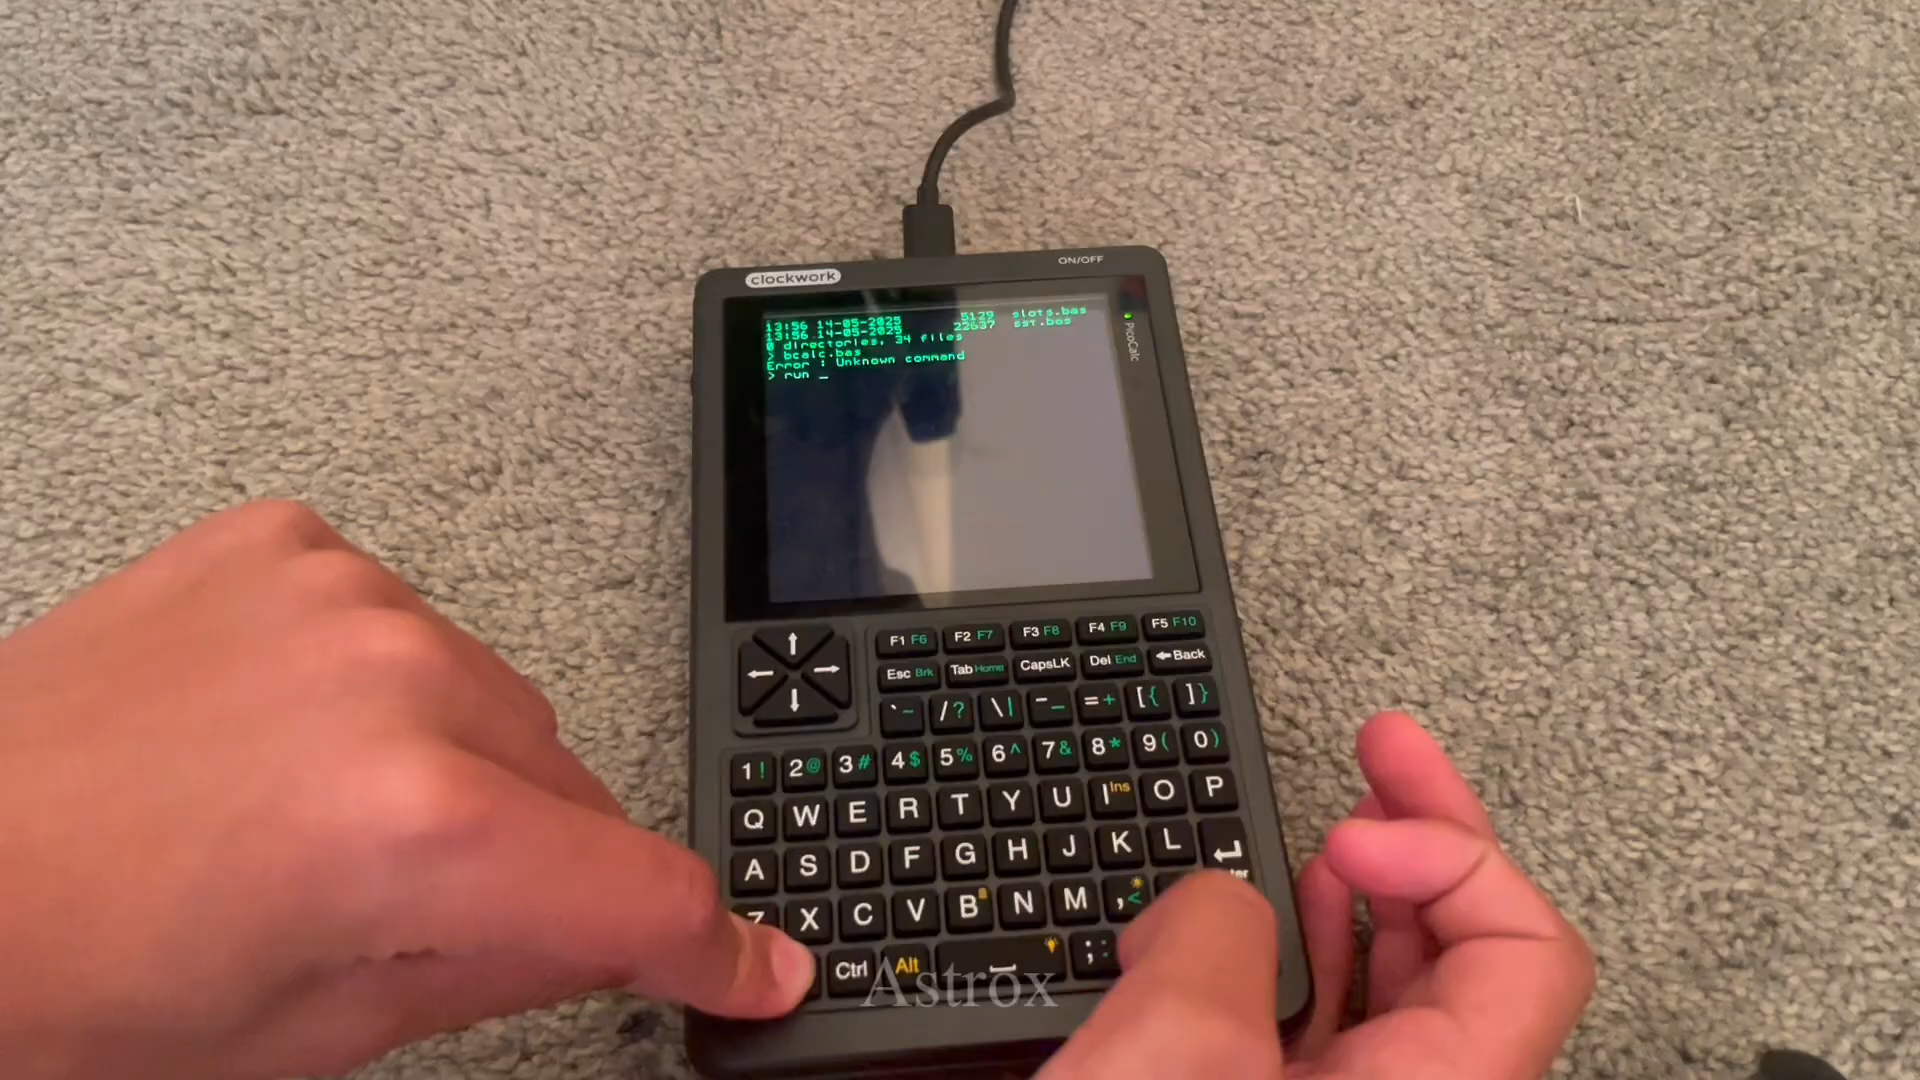 clockwork
ON/OFF
PicoCalc
13:56 14-05-2025 5129 slots.bas
13:56 14-05-2025 22637 sst.bas
0 directories, 34 files
> bcalc.bas
Error : Unknown command
> run _
F1 F6 F2 F7 F3 F8 F4 F9 F5 F10
Esc Brk Tab Home CapsLK Del End ←Back
` ~ / ? \ | - _ = + [ { ] }
1 ! 2 @ 3 # 4 $ 5 % 6 ^ 7 & 8 * 9 ( 0 )
Q W E R T Y U I Ins O P
A S D F G H J K L
Z X C V B N M , <
Ctrl Alt ; :
Astrox